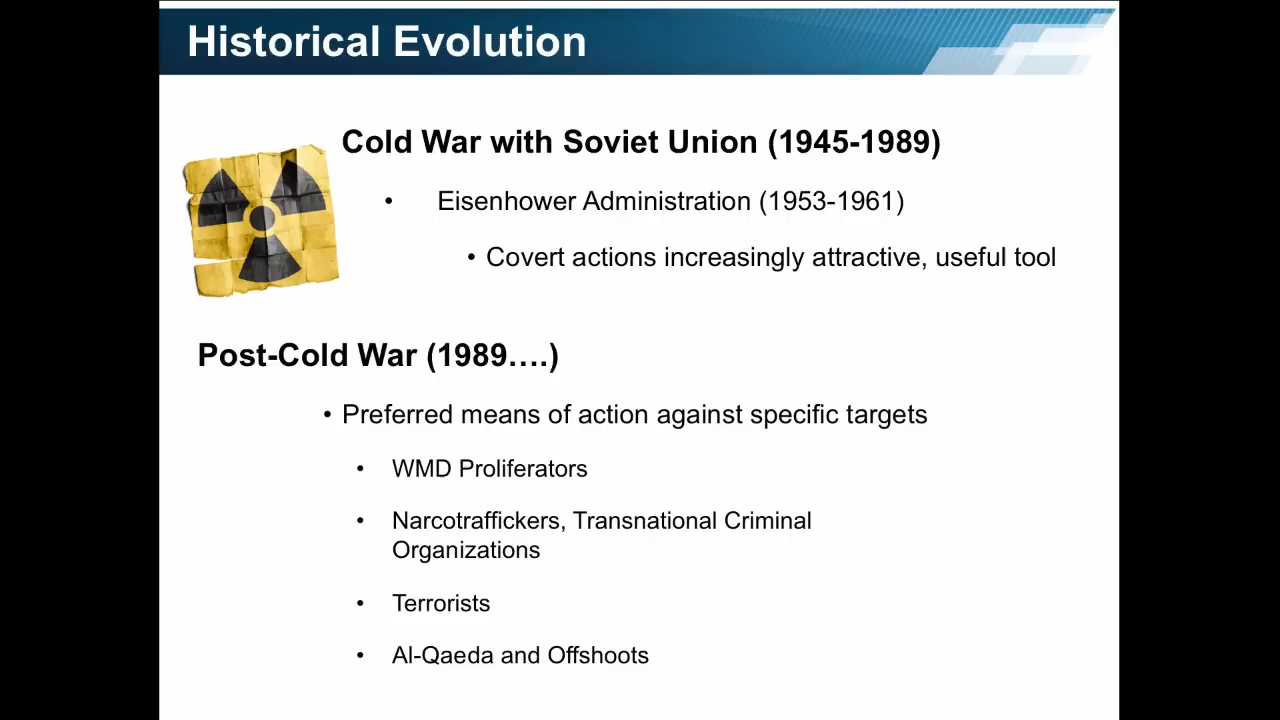 Historical Evolution
Cold War with Soviet Union (1945-1989)
• Eisenhower Administration (1953-1961)
• Covert actions increasingly attractive, useful tool
Post-Cold War (1989….)
• Preferred means of action against specific targets
• WMD Proliferators
• Narcotraffickers, Transnational Criminal
Organizations
• Terrorists
• Al-Qaeda and Offshoots